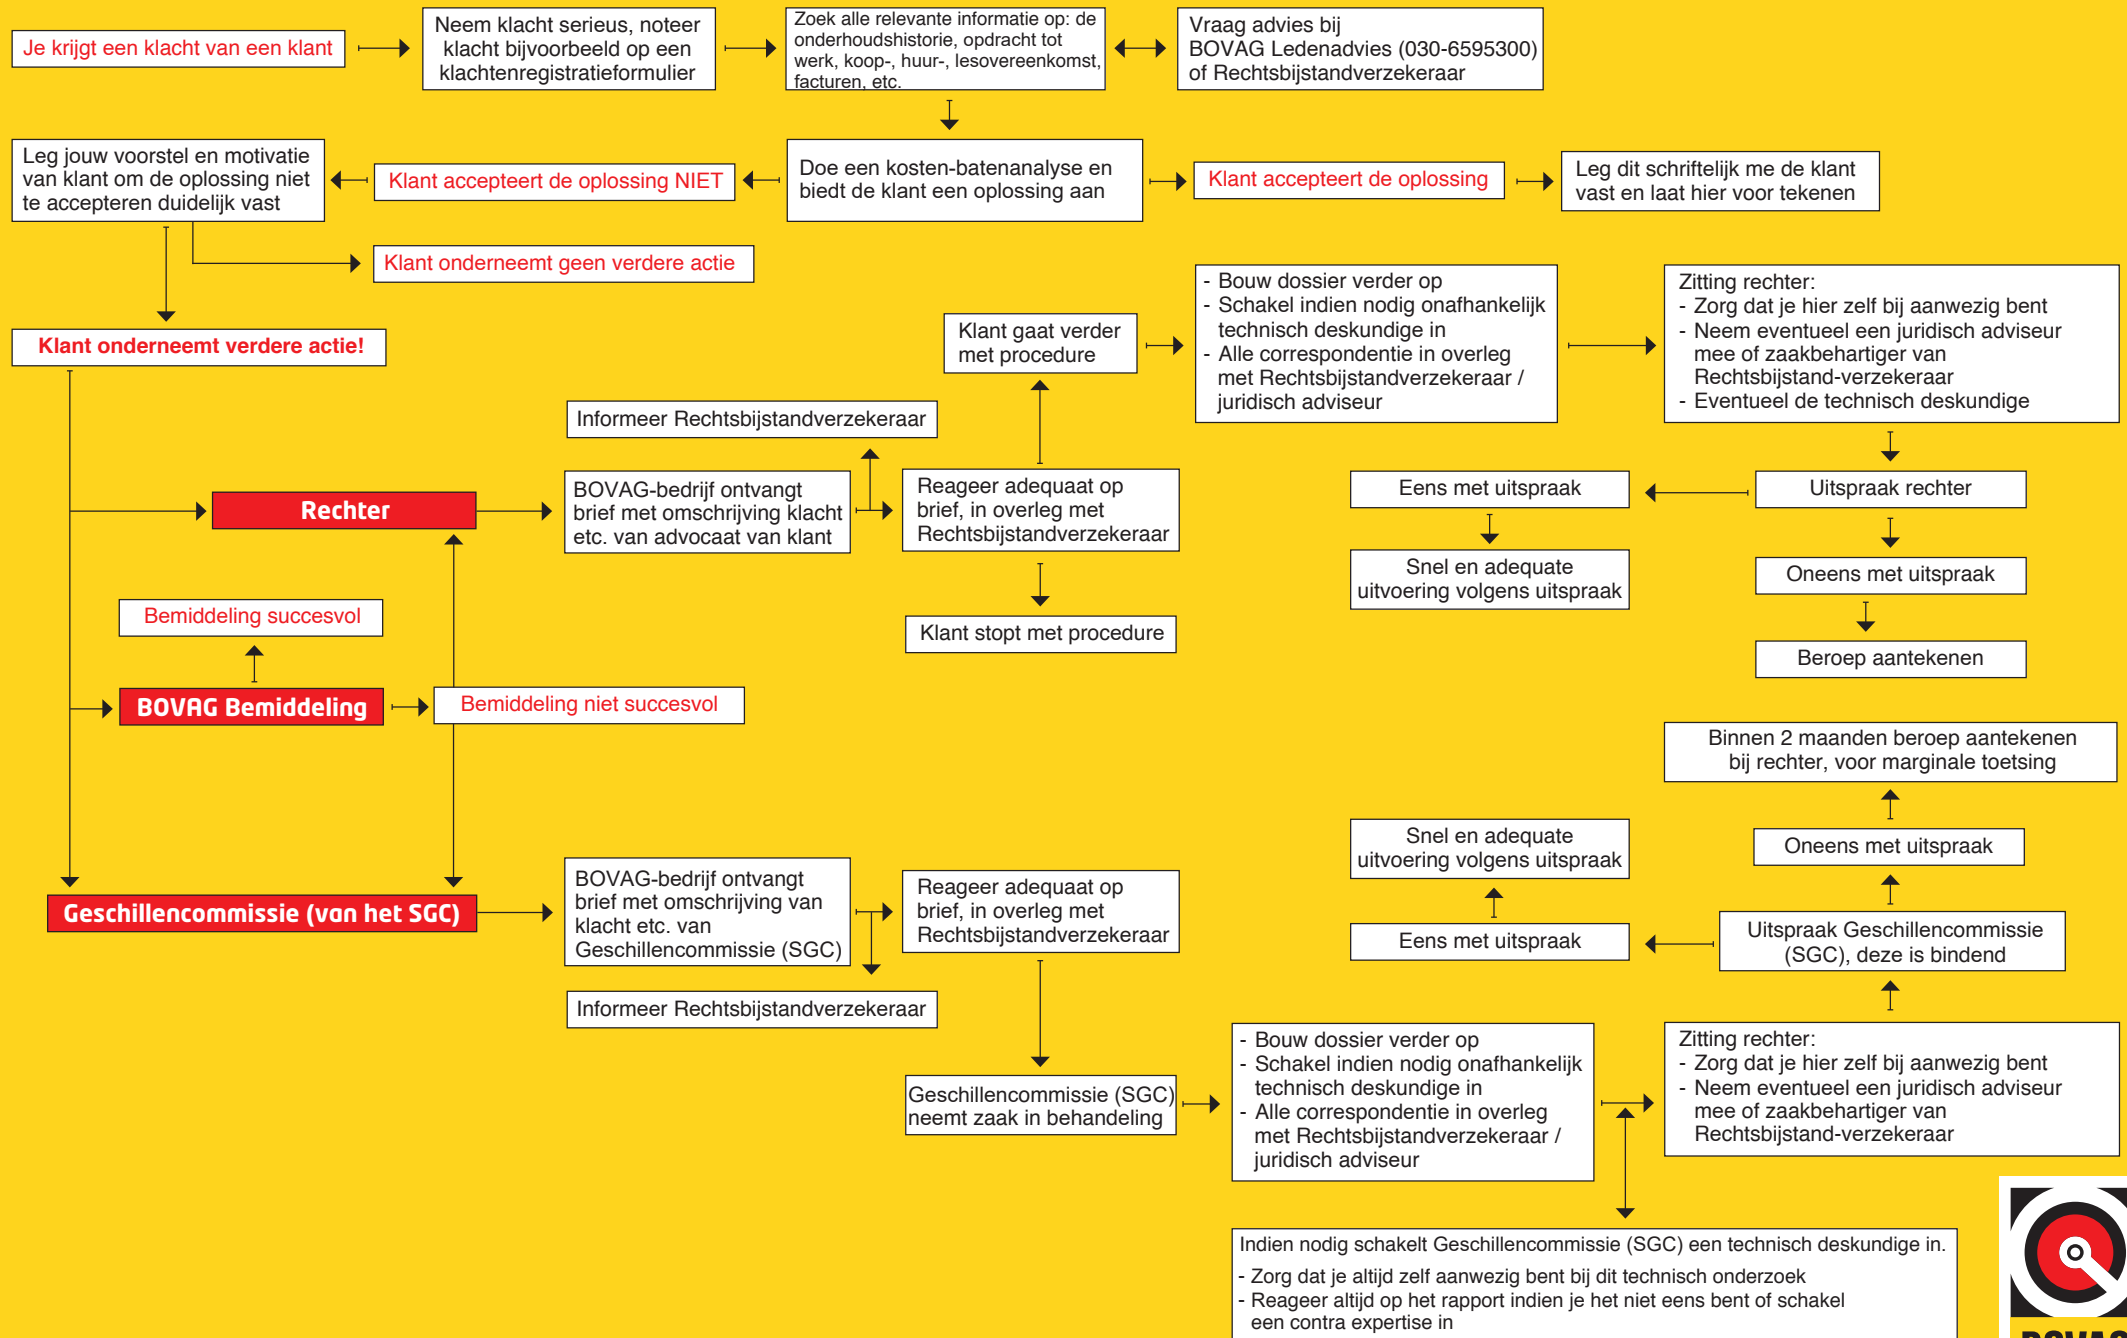 Je krijgt een klacht van een klant
Neem klacht serieus, noteer
klacht bijvoorbeeld op een
klachtenregistratieformulier
Zoek alle relevante informatie op: de
onderhoudshistorie, opdracht tot
werk, koop-, huur-, lesovereenkomst,
facturen, etc.
Vraag advies bij
BOVAG Ledenadvies (030-6595300)
of Rechtsbijstandverzekeraar
Leg jouw voorstel en motivatie
van klant om de oplossing niet
te accepteren duidelijk vast
Klant accepteert de oplossing NIET
Doe een kosten-batenanalyse en
biedt de klant een oplossing aan
Klant accepteert de oplossing
Leg dit schriftelijk me de klant
vast en laat hier voor tekenen
Klant onderneemt geen verdere actie
Klant onderneemt verdere actie!
Klant gaat verder
met procedure
- Bouw dossier verder op
- Schakel indien nodig onafhankelijk
technisch deskundige in
- Alle correspondentie in overleg
met Rechtsbijstandverzekeraar /
juridisch adviseur
Zitting rechter:
- Zorg dat je hier zelf bij aanwezig bent
- Neem eventueel een juridisch adviseur
mee of zaakbehartiger van
Rechtsbijstand-verzekeraar
- Eventueel de technisch deskundige
Informeer Rechtsbijstandverzekeraar
Rechter
BOVAG-bedrijf ontvangt
brief met omschrijving klacht
etc. van advocaat van klant
Reageer adequaat op
brief, in overleg met
Rechtsbijstandverzekeraar
Eens met uitspraak
Uitspraak rechter
Snel en adequate
uitvoering volgens uitspraak
Oneens met uitspraak
Bemiddeling succesvol
Klant stopt met procedure
Beroep aantekenen
BOVAG Bemiddeling
Bemiddeling niet succesvol
Binnen 2 maanden beroep aantekenen
bij rechter, voor marginale toetsing
Snel en adequate
uitvoering volgens uitspraak
Oneens met uitspraak
Geschillencommissie (van het SGC)
BOVAG-bedrijf ontvangt
brief met omschrijving van
klacht etc. van
Geschillencommissie (SGC)
Reageer adequaat op
brief, in overleg met
Rechtsbijstandverzekeraar
Eens met uitspraak
Uitspraak Geschillencommissie
(SGC), deze is bindend
Informeer Rechtsbijstandverzekeraar
Geschillencommissie (SGC)
neemt zaak in behandeling
- Bouw dossier verder op
- Schakel indien nodig onafhankelijk
technisch deskundige in
- Alle correspondentie in overleg
met Rechtsbijstandverzekeraar /
juridisch adviseur
Zitting rechter:
- Zorg dat je hier zelf bij aanwezig bent
- Neem eventueel een juridisch adviseur
mee of zaakbehartiger van
Rechtsbijstand-verzekeraar
Indien nodig schakelt Geschillencommissie (SGC) een technisch deskundige in.
- Zorg dat je altijd zelf aanwezig bent bij dit technisch onderzoek
- Reageer altijd op het rapport indien je het niet eens bent of schakel
een contra expertise in